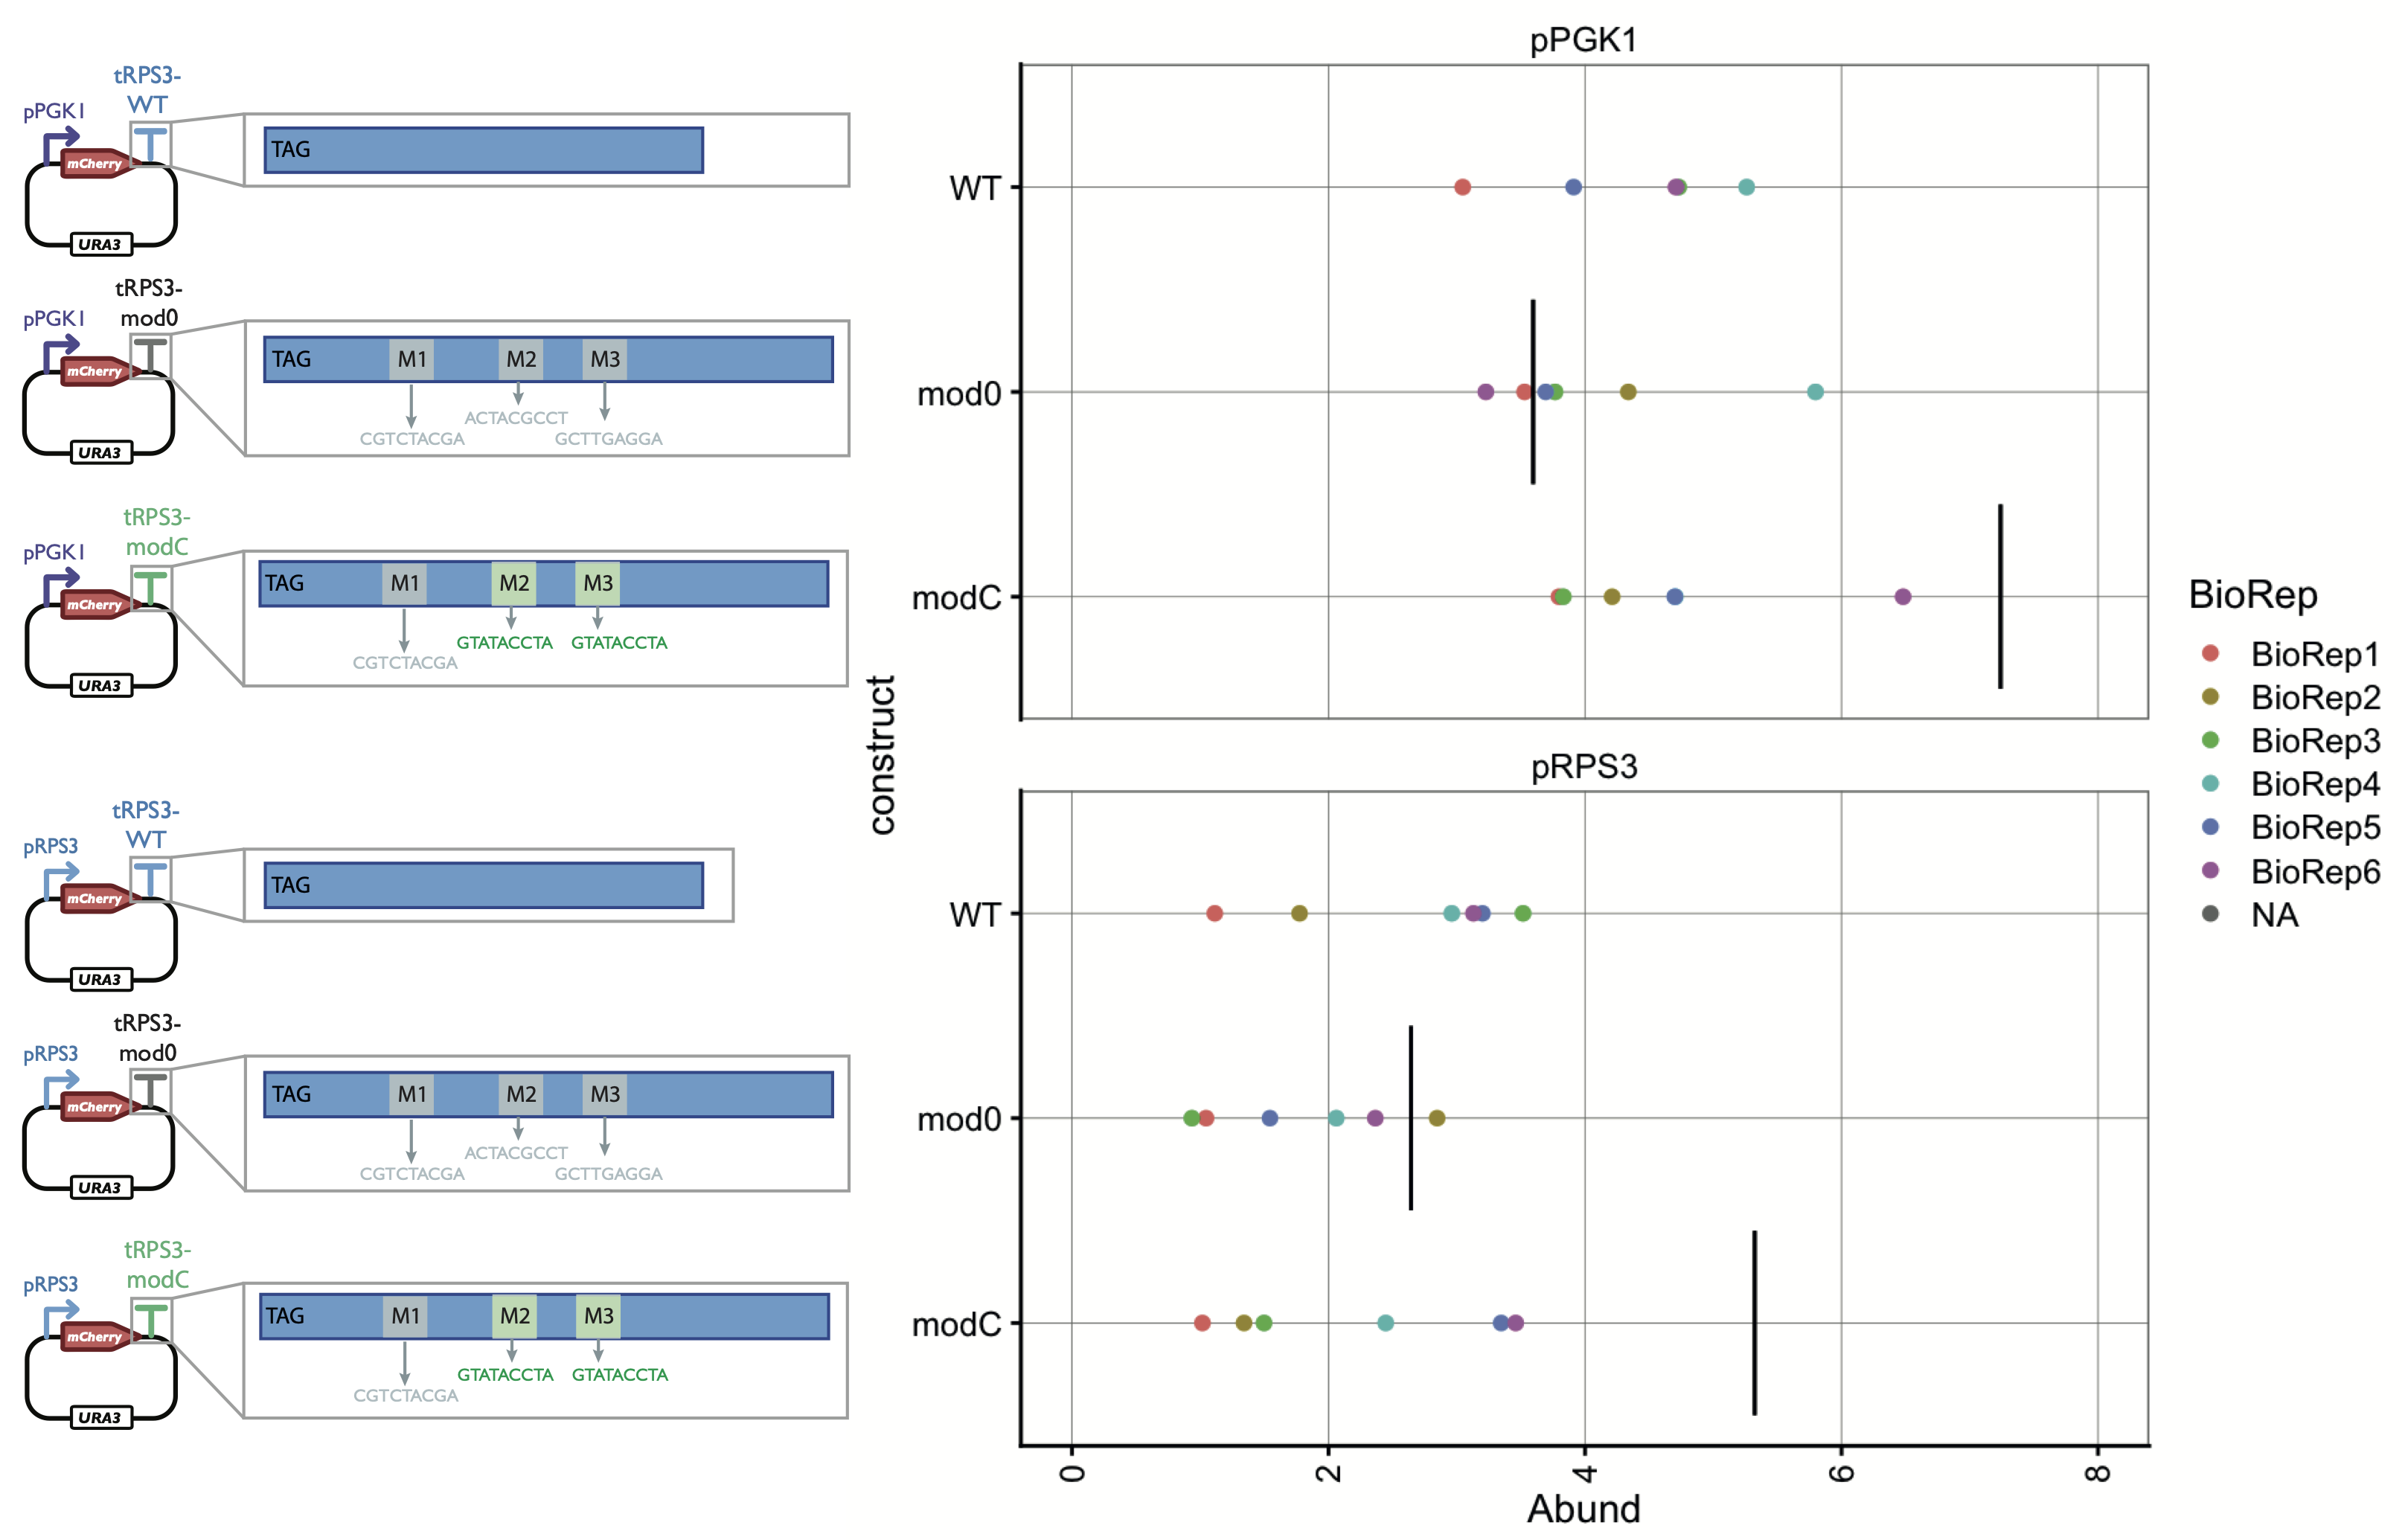 tRPS3-
WT
pPGK1
mCherry
URA3
TAG
tRPS3-
mod0
pPGK1
mCherry
URA3
TAG M1 M2 M3
ACTACGCCT
CGTCTACGA GCTTGAGGA
tRPS3-
modC
pPGK1
mCherry
URA3
TAG M1 M2 M3
GTATACCTA GTATACCTA
CGTCTACGA
tRPS3-
WT
pRPS3
mCherry
URA3
TAG
tRPS3-
mod0
pRPS3
mCherry
URA3
TAG M1 M2 M3
ACTACGCCT
CGTCTACGA GCTTGAGGA
tRPS3-
modC
pRPS3
mCherry
URA3
TAG M1 M2 M3
GTATACCTA GTATACCTA
CGTCTACGA
construct
pPGK1
WT
mod0
modC
pRPS3
WT
mod0
modC
0 2 4 6 8
Abund
BioRep
BioRep1
BioRep2
BioRep3
BioRep4
BioRep5
BioRep6
NA